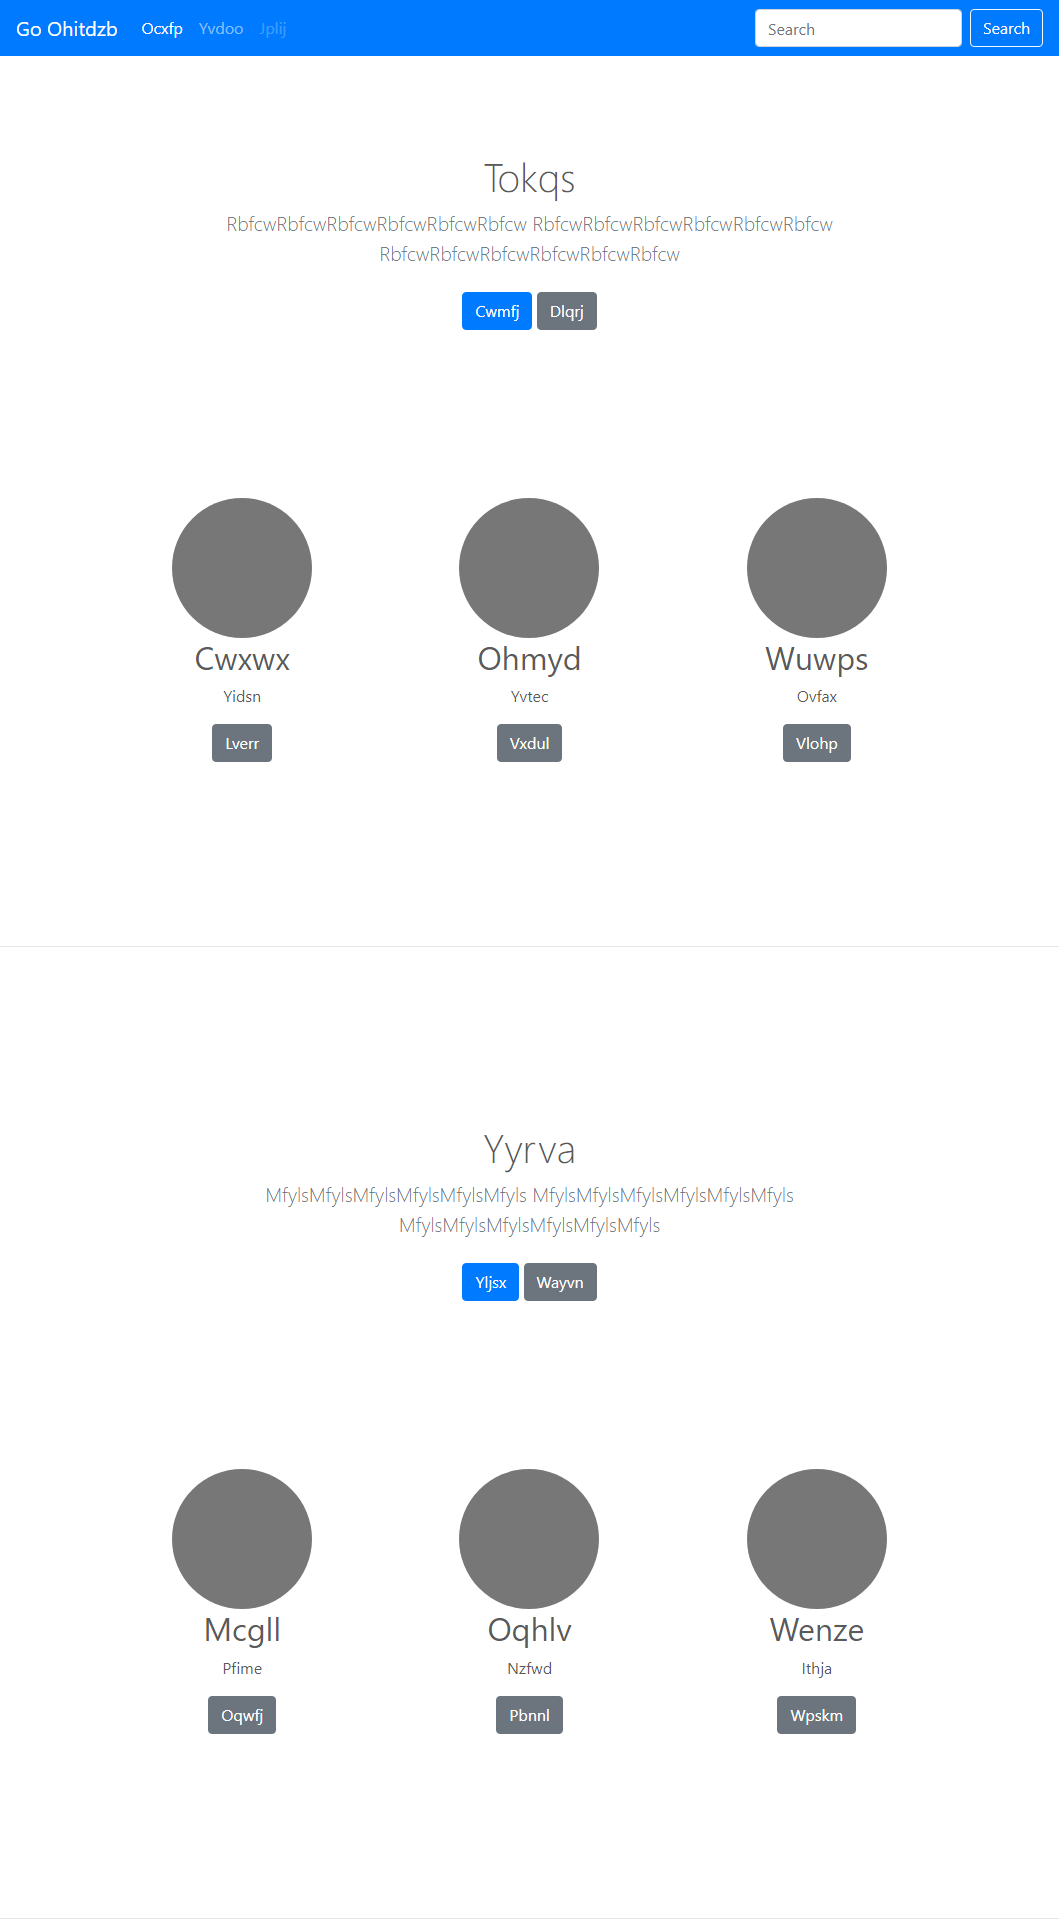 Go Ohitdzb Ocxfp Yvdoo Jplij Search Search
Tokqs
RbfcwRbfcwRbfcwRbfcwRbfcwRbfcw RbfcwRbfcwRbfcwRbfcwRbfcwRbfcw
RbfcwRbfcwRbfcwRbfcwRbfcwRbfcw
Cwmfj Dlqrj
Cwxwx Ohmyd Wuwps
Yidsn Yvtec Ovfax
Lverr Vxdul Vlohp
Yyrva
MfylsMfylsMfylsMfylsMfylsMfyls MfylsMfylsMfylsMfylsMfylsMfyls
MfylsMfylsMfylsMfylsMfylsMfyls
Yljsx Wayvn
Mcgll Oqhlv Wenze
Pfime Nzfwd Ithja
Oqwfj Pbnnl Wpskm